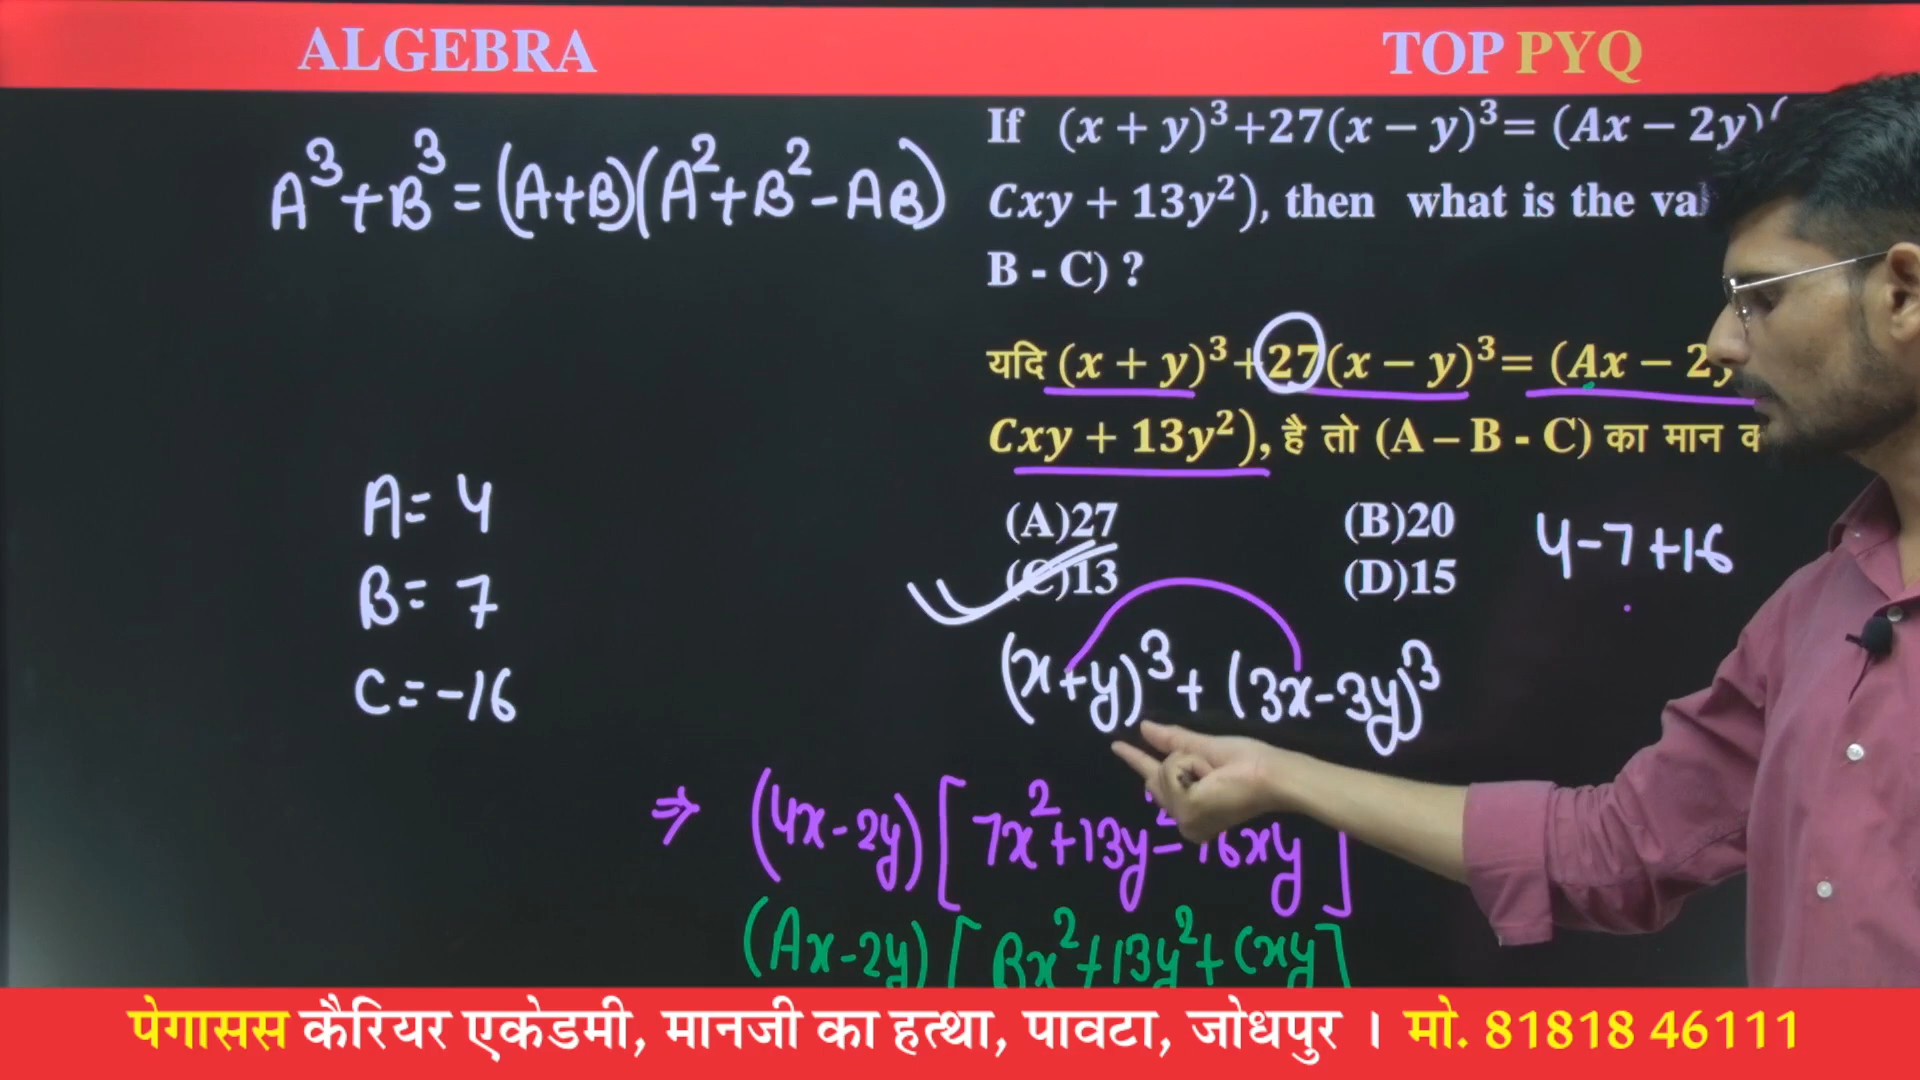 ALGEBRA
TOP PYQ
A³+B³=(A+B)(A²+B²-AB)
If (x + y)³+27(x − y)³= (Ax − 2y)(
Cxy + 13y²), then what is the
B - C) ?
यदि (x + y)³+27(x − y)³= (Ax − 2
Cxy + 13y²), है तो (A – B - C) का मान
(A)27 (B)20
(C)13 (D)15
4-7+16
A= 4
B= 7
C=-16
(x+y)³+(3x-3y)³
⇒ (4x-2y)[7x²+13y²-16xy]
(Ax-2y)[Bx²+13y²+Cxy]
पेगासस कैरियर एकेडमी, मानजी का हत्था, पावटा, जोधपुर । मो. 81818 46111